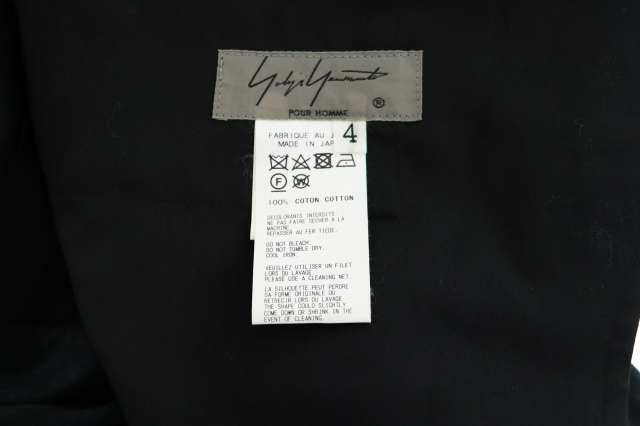 Yohji Yamamoto
®
POUR HOMME
4
FABRIQUE AU J
MADE IN JAP
F W
100% COTON COTTON
DECOLORANTS INTERDITS.
NE PAS FAIRE SECHER A LA
MACHINE.
REPASSER AU FER TIEDE.
DO NOT BLEACH.
DO NOT TUMBLE DRY.
COOL IRON.
VEUILLEZ UTILISER UN FILET
LORS DU LAVAGE.
PLEASE USE A CLEANING NET.
LA SILHOUETTE PEUT PERDRE
SA FORME ORIGINALE OU
RETRECIR LORS DU LAVAGE.
THE SHAPE COULD SLIGHTLY
COME DOWN OR SHRINK IN THE
EVENT OF CLEANING.